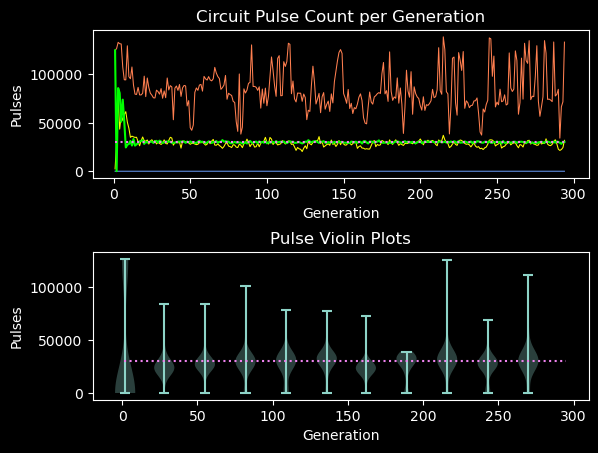 Circuit Pulse Count per Generation
Pulses
100000
50000
0
0 50 100 150 200 250 300
Generation
Pulse Violin Plots
Pulses
100000
50000
0
0 50 100 150 200 250 300
Generation